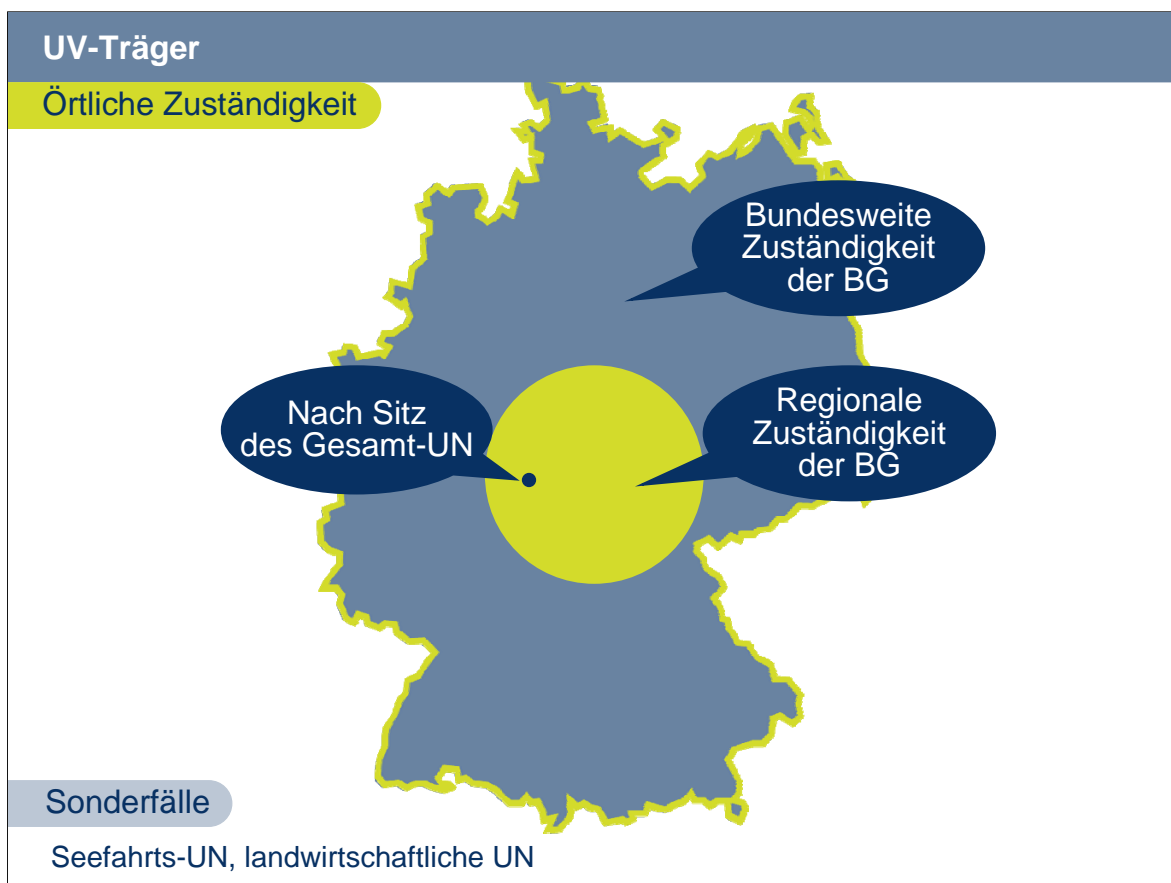 UV-Träger
Örtliche Zuständigkeit
Bundesweite
Zuständigkeit
der BG
Nach Sitz
des Gesamt-UN
Regionale
Zuständigkeit
der BG
Sonderfälle
Seefahrts-UN, landwirtschaftliche UN